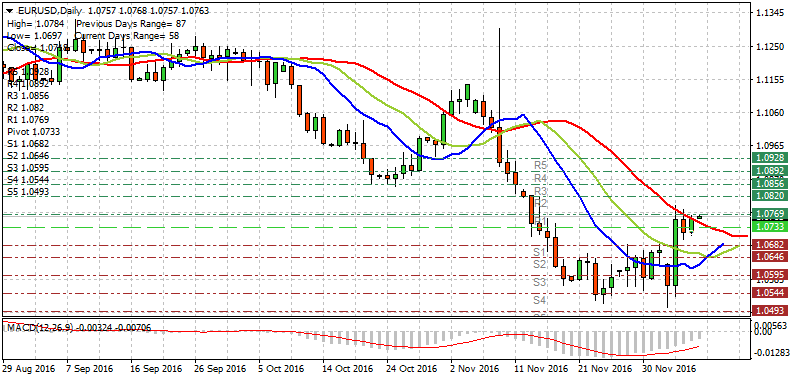 EURUSD,Daily 1.0757 1.0768 1.0757 1.0763
High= 1.0784 Previous Days Range= 87
Low= 1.0697 Current Days Range= 58
Close=
R4 1.0892
R3 1.0856
R2 1.082
R1 1.0769
Pivot 1.0733
S1 1.0682
S2 1.0646
S3 1.0595
S4 1.0544
S5 1.0493
R5
R4
R3
R2
S1
S2
S3
S4
1.1345
1.1250
1.1155
1.1060
1.0965
1.0928
1.0892
1.0856
1.0820
1.0769
1.0733
1.0682
1.0646
1.0595
1.0544
1.0493
MACD(12,26,9) -0.00324 -0.00706
0.00563
0.00
-0.01283
29 Aug 2016 7 Sep 2016 16 Sep 2016 26 Sep 2016 5 Oct 2016 14 Oct 2016 24 Oct 2016 2 Nov 2016 11 Nov 2016 21 Nov 2016 30 Nov 2016